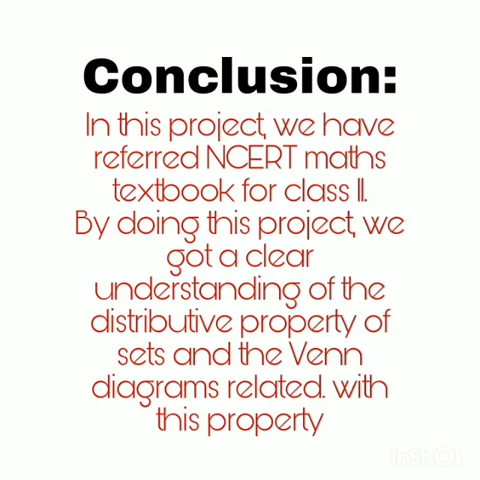 Conclusion:
In this project, we have
referred NCERT maths
textbook for class 11.
By doing this project, we
got a clear
understanding of the
distributive property of
sets and the Venn
diagrams related. with
this property
InShOt